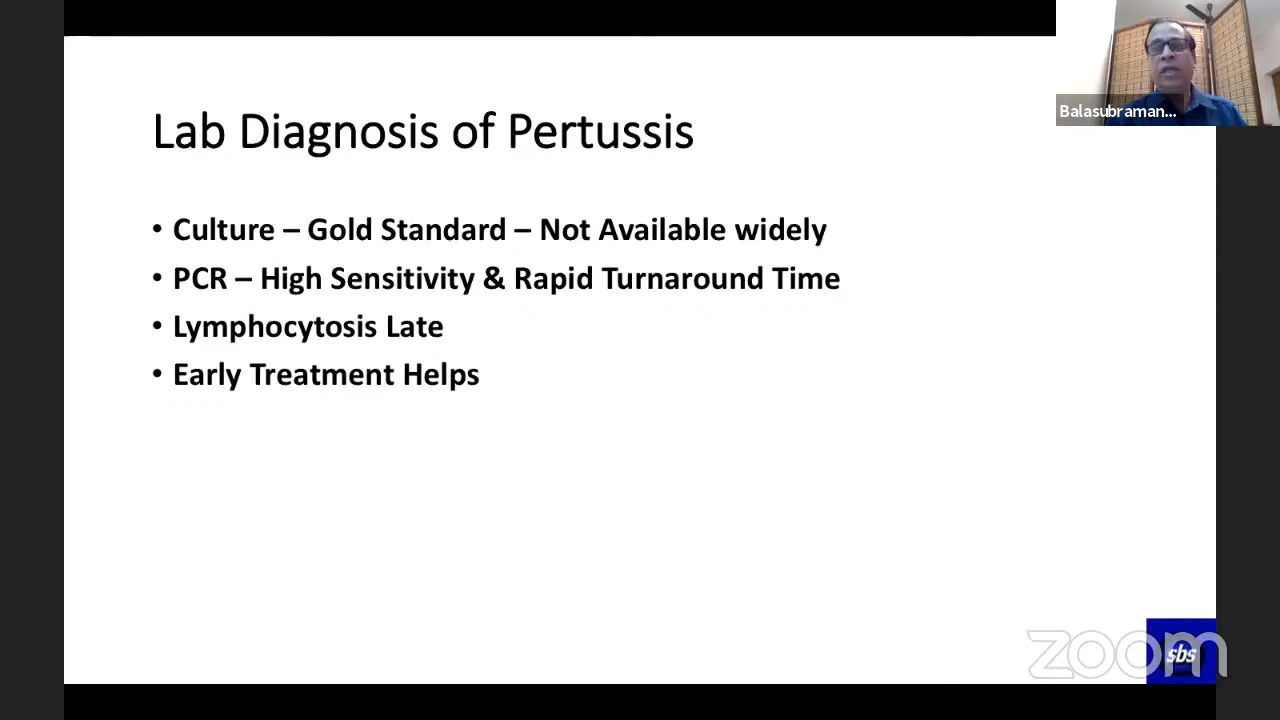 Balasubraman...
Lab Diagnosis of Pertussis
• Culture – Gold Standard – Not Available widely
• PCR – High Sensitivity & Rapid Turnaround Time
• Lymphocytosis Late
• Early Treatment Helps
zoom
sbs